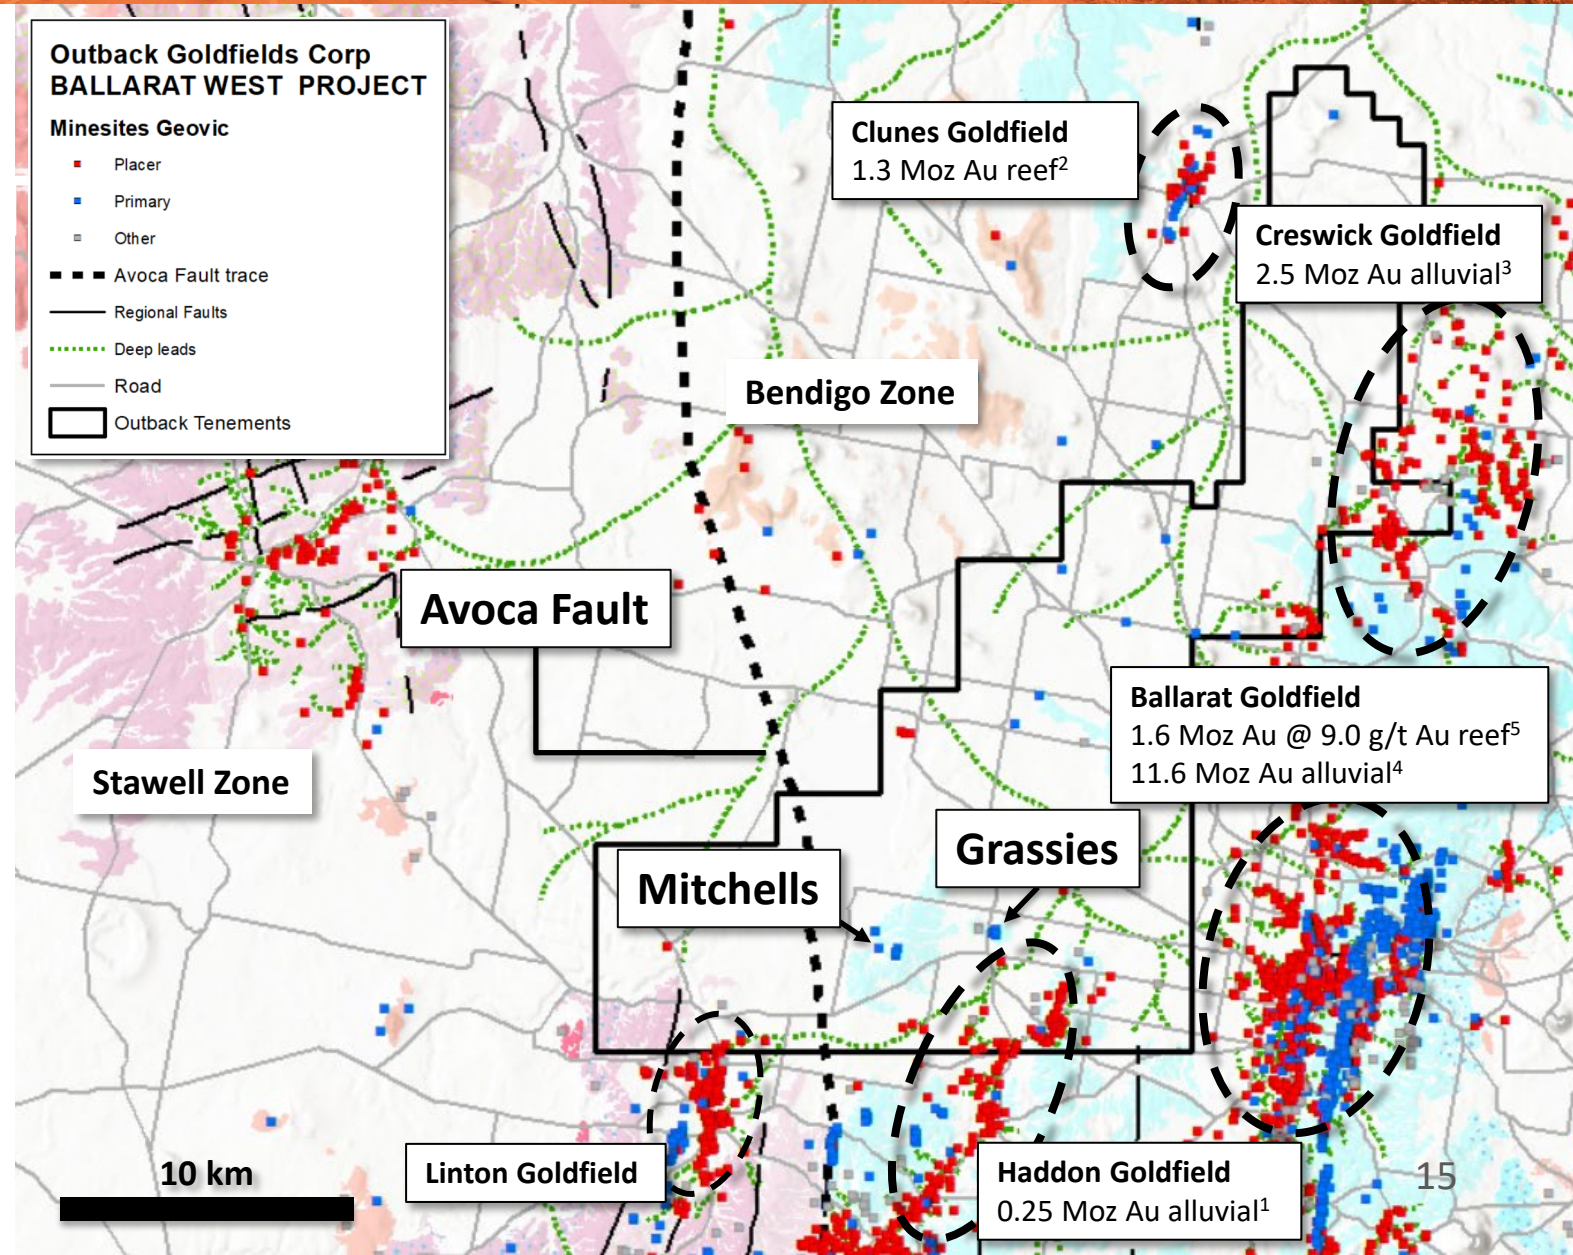 Outback Goldfields Corp
BALLARAT WEST PROJECT
Minesites Geovic
Placer
Primary
Other
Avoca Fault trace
Regional Faults
Deep leads
Road
Outback Tenements
Clunes Goldfield
1.3 Moz Au reef²
Creswick Goldfield
2.5 Moz Au alluvial³
Bendigo Zone
Avoca Fault
Ballarat Goldfield
1.6 Moz Au @ 9.0 g/t Au reef⁵
11.6 Moz Au alluvial⁴
Stawell Zone
Grassies
Mitchells
Linton Goldfield
Haddon Goldfield
0.25 Moz Au alluvial¹
10 km
15